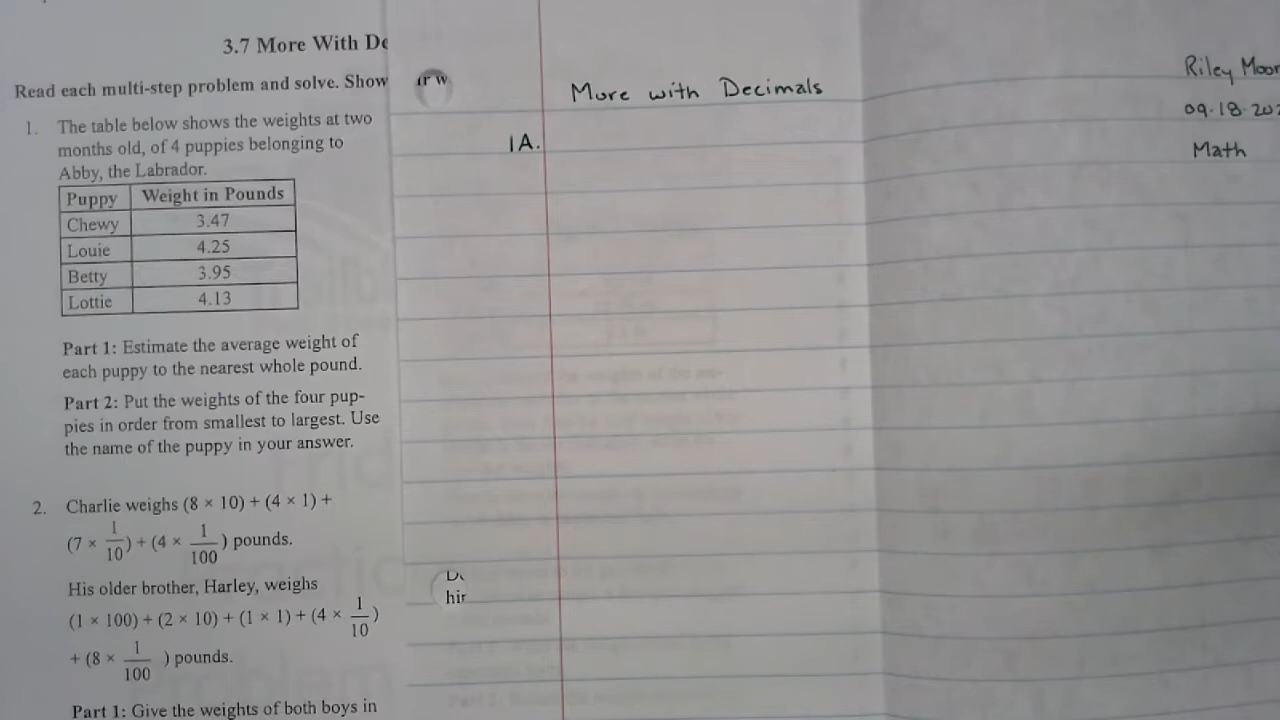 3.7 More With
Read each multi-step problem and solve. Show
1. The table below shows the weights at two
months old, of 4 puppies belonging to
Abby, the Labrador.
Puppy Weight in Pounds
Chewy 3.47
Louie 4.25
Betty 3.95
Lottie 4.13
Part 1: Estimate the average weight of
each puppy to the nearest whole pound.
Part 2: Put the weights of the four pup-
pies in order from smallest to largest. Use
the name of the puppy in your answer.
2. Charlie weighs (8 × 10) + (4 × 1) +
(7 × 1/10) + (4 × 1/100) pounds.
His older brother, Harley, weighs
(1 × 100) + (2 × 10) + (1 × 1) + (4 × 1/10)
+ (8 × 1/100) pounds.
Part 1: Give the weights of both boys in
More with Decimals
1A.
Riley
09.18
Math